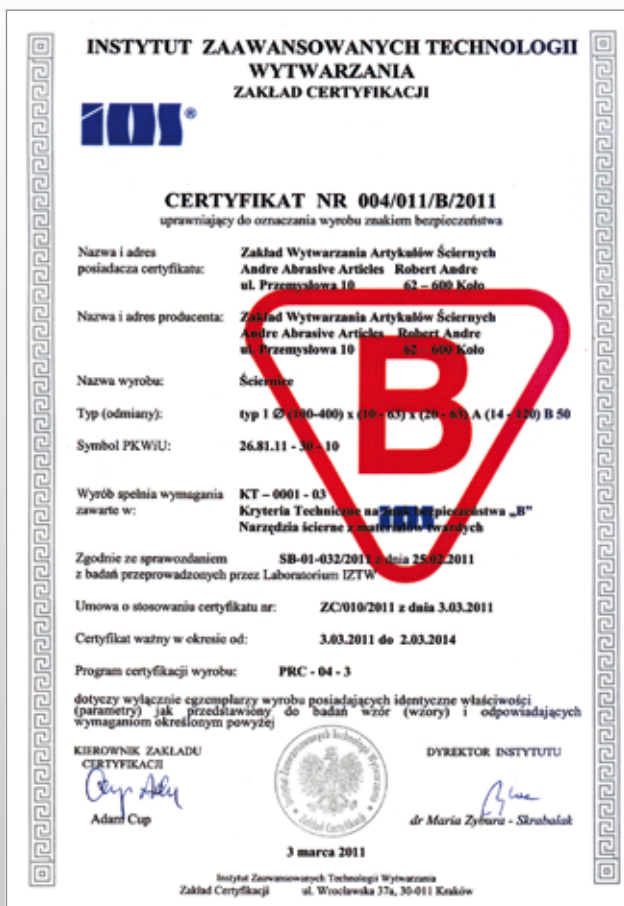 INSTYTUT ZAAWANSOWANYCH TECHNOLOGII
WYTWARZANIA
ZAKŁAD CERTYFIKACJI
IOS®
CERTYFIKAT NR 004/011/B/2011
uprawniający do oznaczania wyrobu znakiem bezpieczeństwa
Nazwa i adres posiadacza certyfikatu: Zakład Wytwarzania Artykułów Ściernych
Andre Abrasive Articles Robert Andre
ul. Przemysłowa 10 62 – 600 Koło
Nazwa i adres producenta: Zakład Wytwarzania Artykułów Ściernych
Andre Abrasive Articles Robert Andre
ul. Przemysłowa 10 62 – 600 Koło
Nazwa wyrobu: Ściernice
Typ (odmiany): typ 1 Ø (100-400) x (10 - 63) x (20 - 63) A (14 - 120) B 50
Symbol PKWiU: 26.81.11 - 30 - 10
B
Wyrób spełnia wymagania KT – 0001 - 03
zawarte w: Kryteria Techniczne na znak bezpieczeństwa „B”
Narzędzia ścierne z materiałów twardych
IOS
Zgodnie ze sprawozdaniem SB-01-032/2011 z dnia 25.02.2011
z badań przeprowadzonych przez Laboratorium IZTW
Umowa o stosowaniu certyfikatu nr: ZC/010/2011 z dnia 3.03.2011
Certyfikat ważny w okresie od: 3.03.2011 do 2.03.2014
Program certyfikacji wyrobu: PRC - 04 - 3
dotyczy wyłącznie egzemplarzy wyrobu posiadających identyczne właściwości
(parametry) jak przedstawiony do badań wzór (wzory) i odpowiadających
wymaganiom określonym powyżej
KIEROWNIK ZAKŁADU
CERTYFIKACJI
Adam Cup
Instytut Zaawansowanych Technologii Wytwarzania
Zakład Certyfikacji
DYREKTOR INSTYTUTU
dr Maria Zybura - Skrabalak
3 marca 2011
Instytut Zaawansowanych Technologii Wytwarzania
Zakład Certyfikacji ul. Wrocławska 37a, 30-011 Kraków